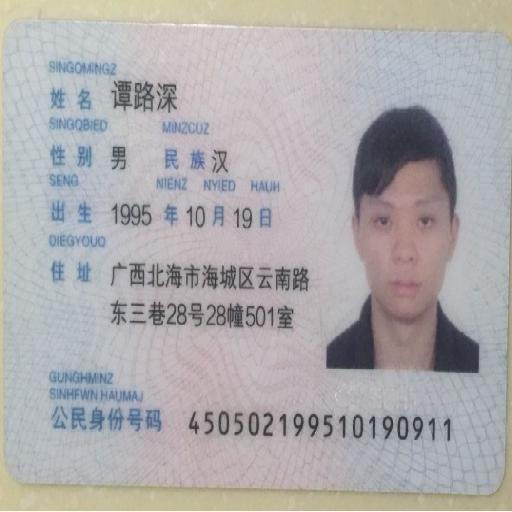 SINGQMINGZ
姓 名 谭路深
SINGQBIED MINZCUZ
性 别 男 民 族 汉
SENG NIENZ NYIED HAUH
出 生 1995 年 10 月 19 日
DIEGYOUQ
住 址 广西北海市海城区云南路
东三巷28号28幢501室
GUNGHMINZ
SINHFWN HAUMAJ
公民身份号码 450502199510190911